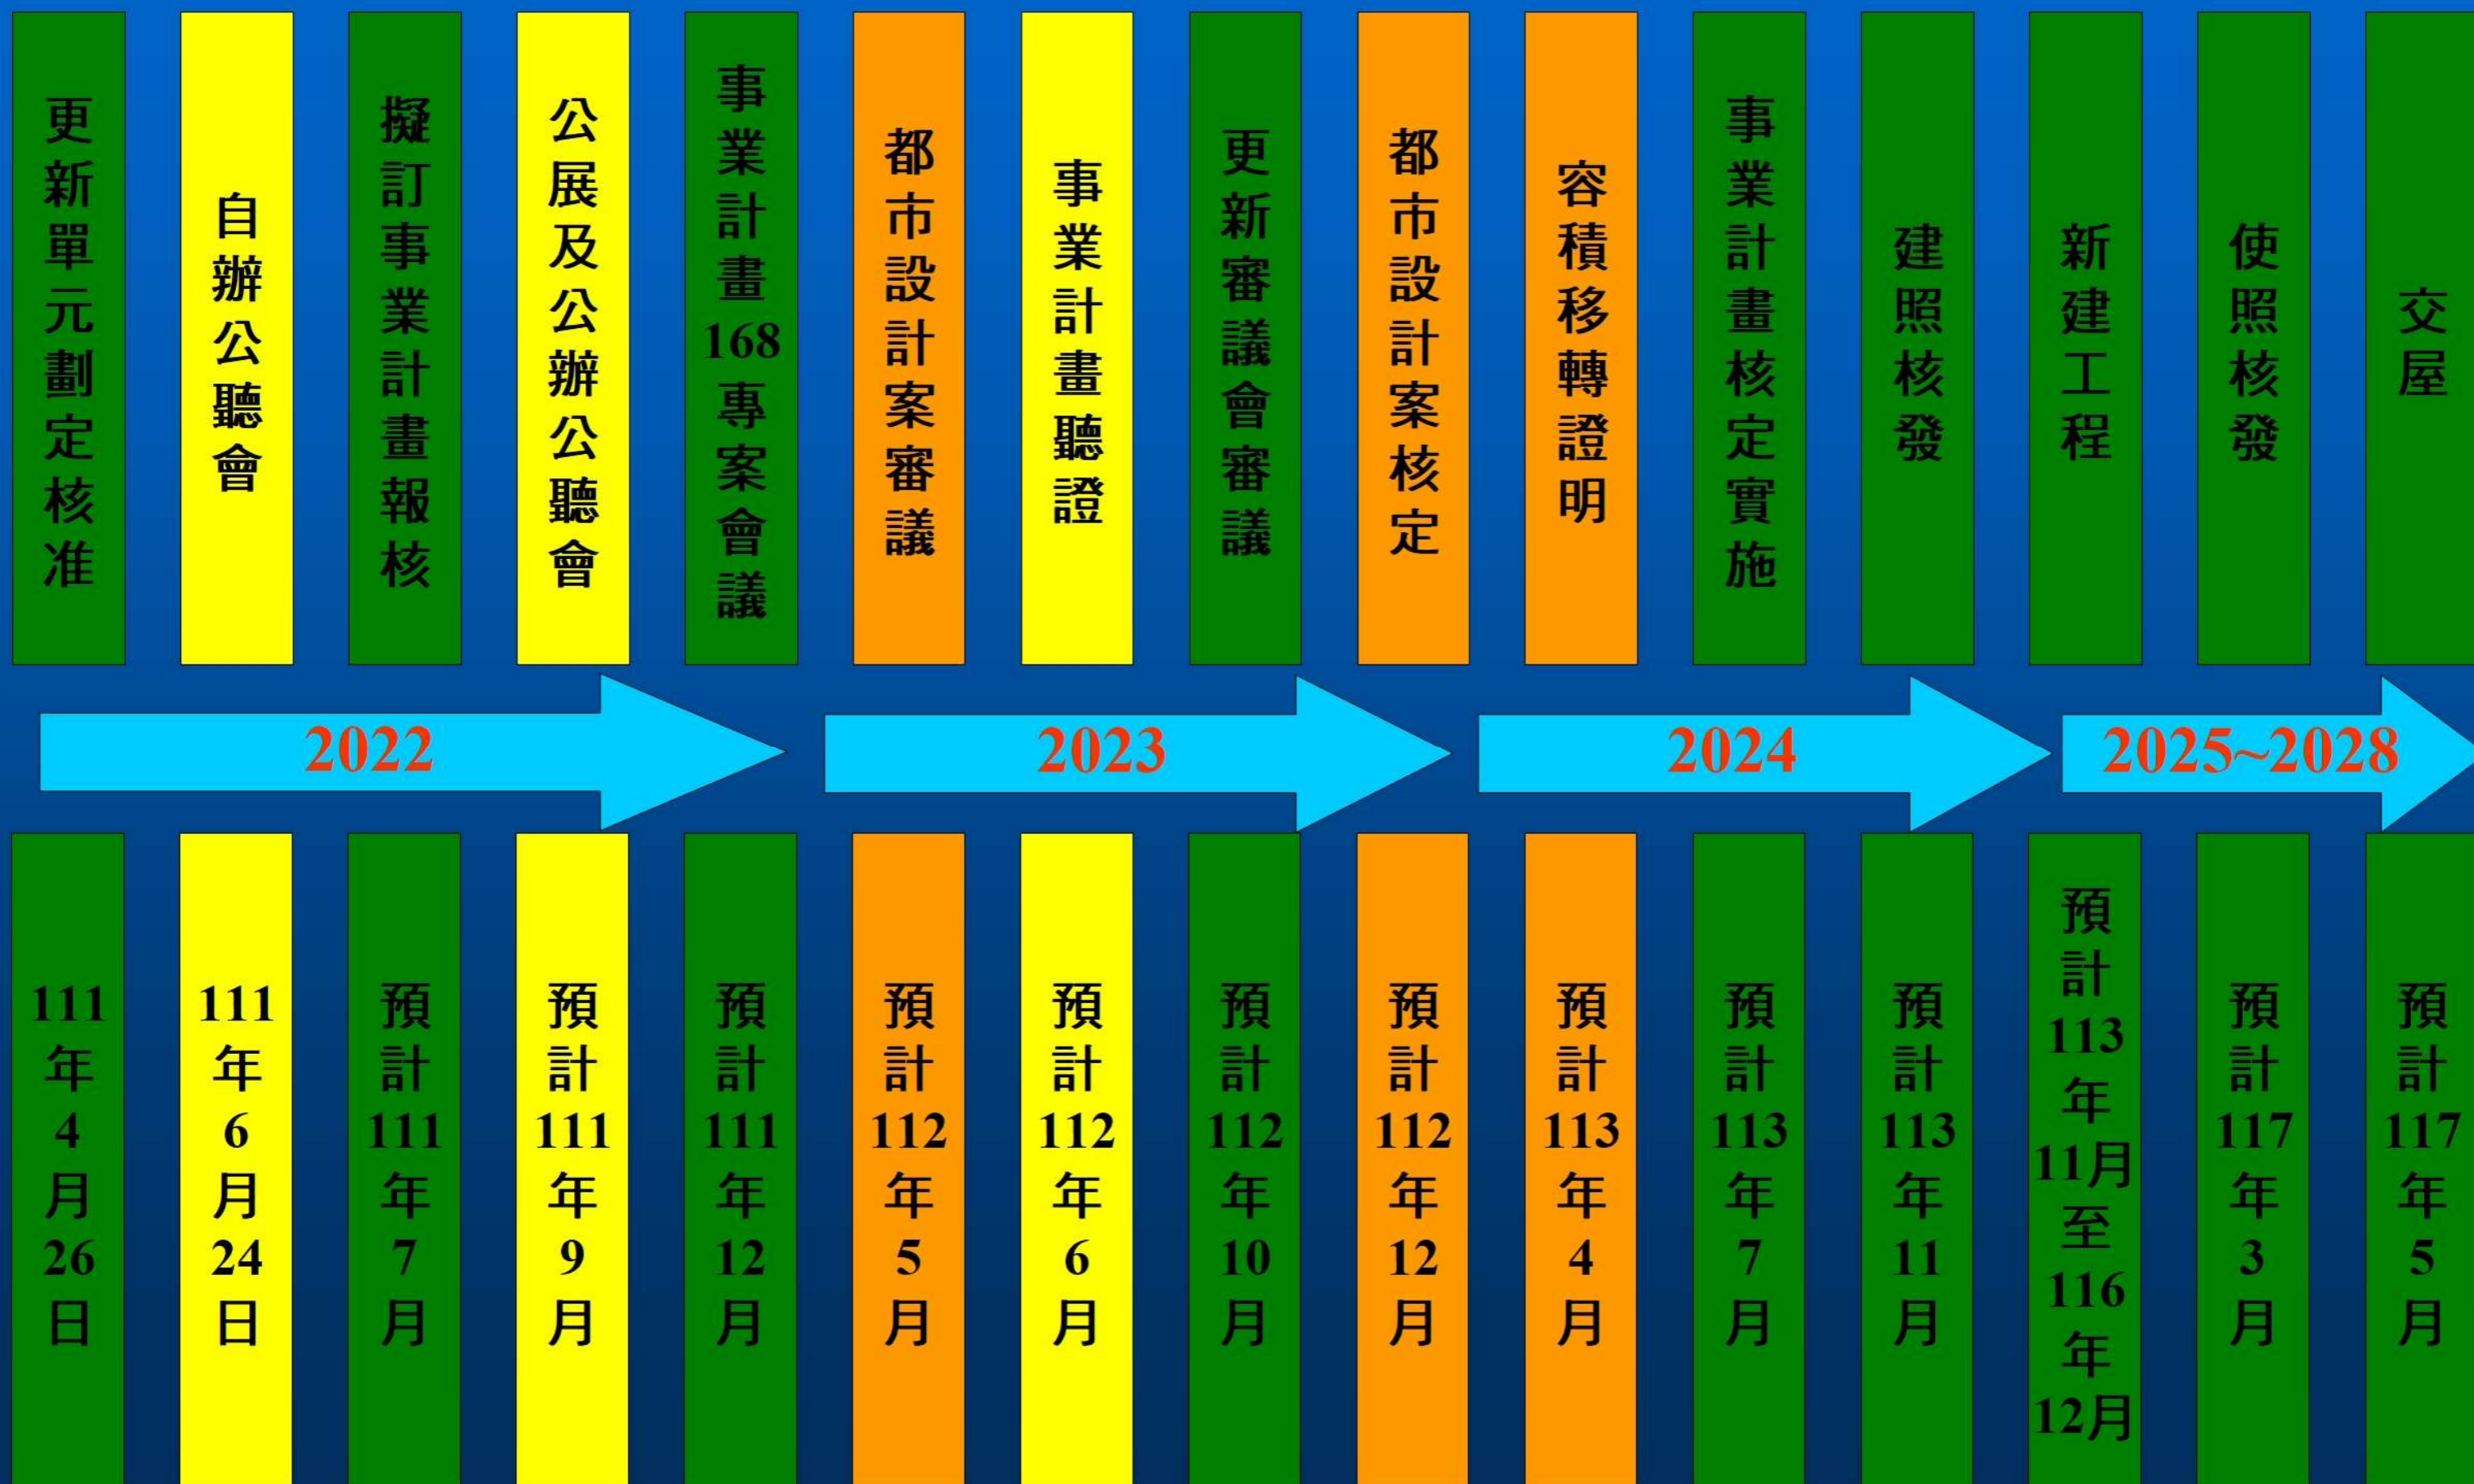 更新單元劃定核准
自辦公聽會
擬訂事業計畫報核
公展及公辦公聽會
事業計畫168專案會議
都市設計案審議
事業計畫聽證
更新審議會審議
都市設計案核定
容積移轉證明
事業計畫核定實施
建照核發
新建工程
使照核發
交屋
2022
2023
2024
2025~2028
111年4月26日
111年6月24日
預計111年7月
預計111年9月
預計111年12月
預計112年5月
預計112年6月
預計112年10月
預計112年12月
預計113年4月
預計113年7月
預計113年11月
預計113年11月至116年12月
預計117年3月
預計117年5月